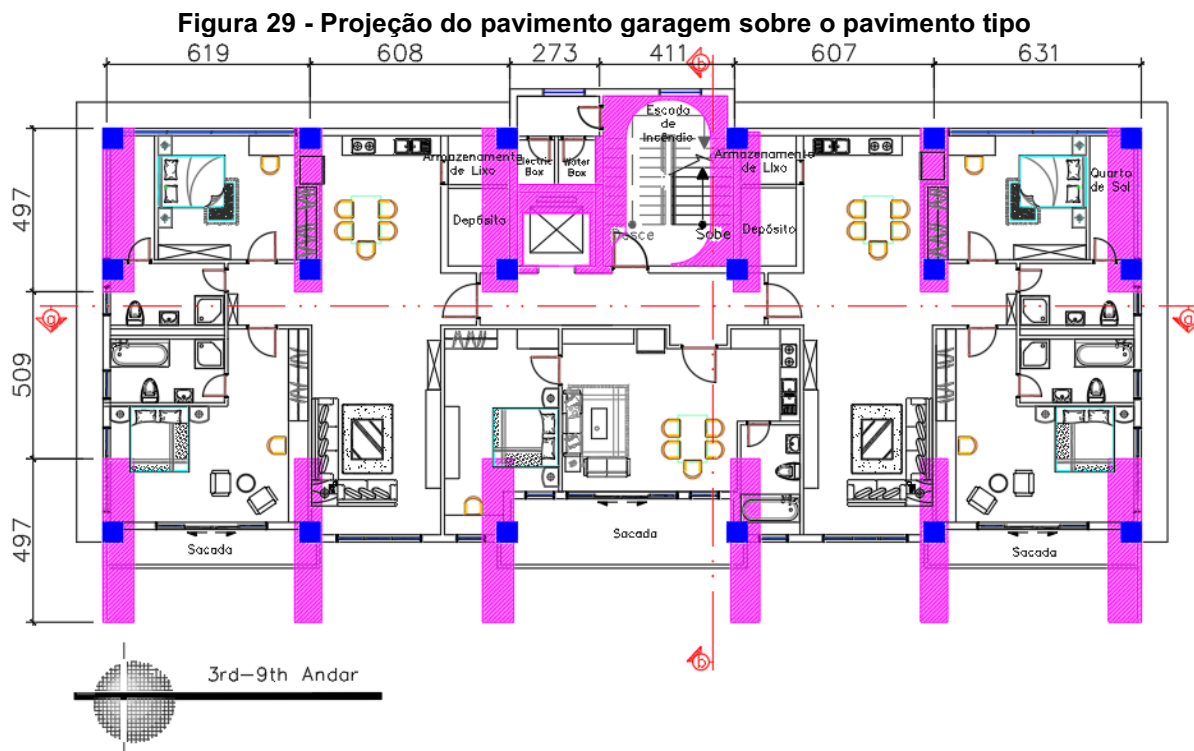 Figura 29 - Projeção do pavimento garagem sobre o pavimento tipo
619
608
273
411
607
631
b
Escada
de
Incêndio
Armazenamento
de Lixo
Electric
Box
Water
Box
Armazenamento
de Lixo
Quarto
de Sol
497
Depósito
Desce
Sobe
Depósito
a
a
509
497
Sacada
Sacada
Sacada
b
3rd-9th Andar